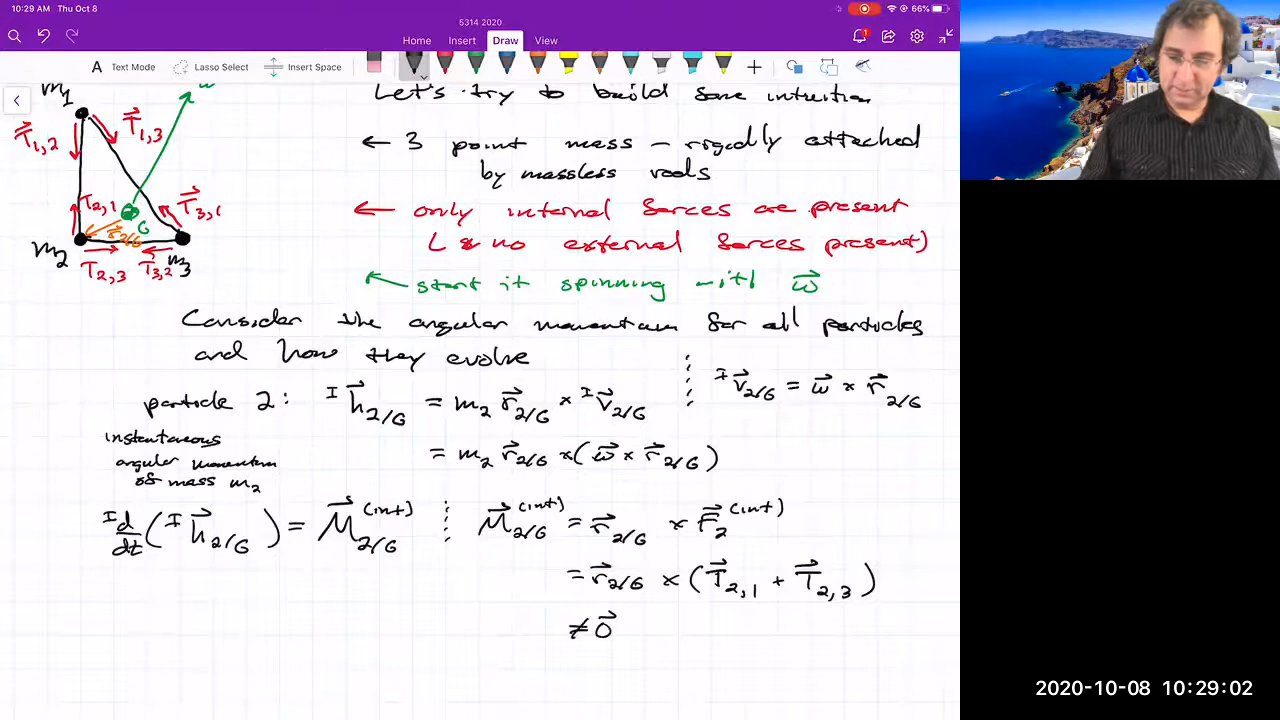 10:29 AM Thu Oct 8
66%
5314 2020
Home Insert Draw View
1
Text Mode Lasso Select Insert Space
m₁
ω
T⃗₁,₂
T⃗₁,₃
T₂,₁
G
T⃗₃,₁
r⃗₂/G
m₂
T₂,₃
T⃗₃,₂
m₃
Let's try to build some intuition
← 3 point mass – rigidly attached
by massless rods
← only internal forces are present
(& no external forces present)
← start it spinning with ω⃗
Consider the angular momentum for all particles
and how they evolve
particle 2: ᴵh⃗₂/G = m₂ r⃗₂/G × ᴵv⃗₂/G
ᴵv⃗₂/G = ω⃗ × r⃗₂/G
= m₂ r⃗₂/G × (ω⃗ × r⃗₂/G)
instantaneous
angular momentum
of mass m₂
ᴵd/dt (ᴵh⃗₂/G) = M⃗₂/G⁽ⁱⁿᵗ⁾
M⃗₂/G⁽ⁱⁿᵗ⁾ = r⃗₂/G × F⃗₂⁽ⁱⁿᵗ⁾
= r⃗₂/G × (T⃗₂,₁ + T⃗₂,₃)
≠ 0⃗
2020-10-08 10:29:02